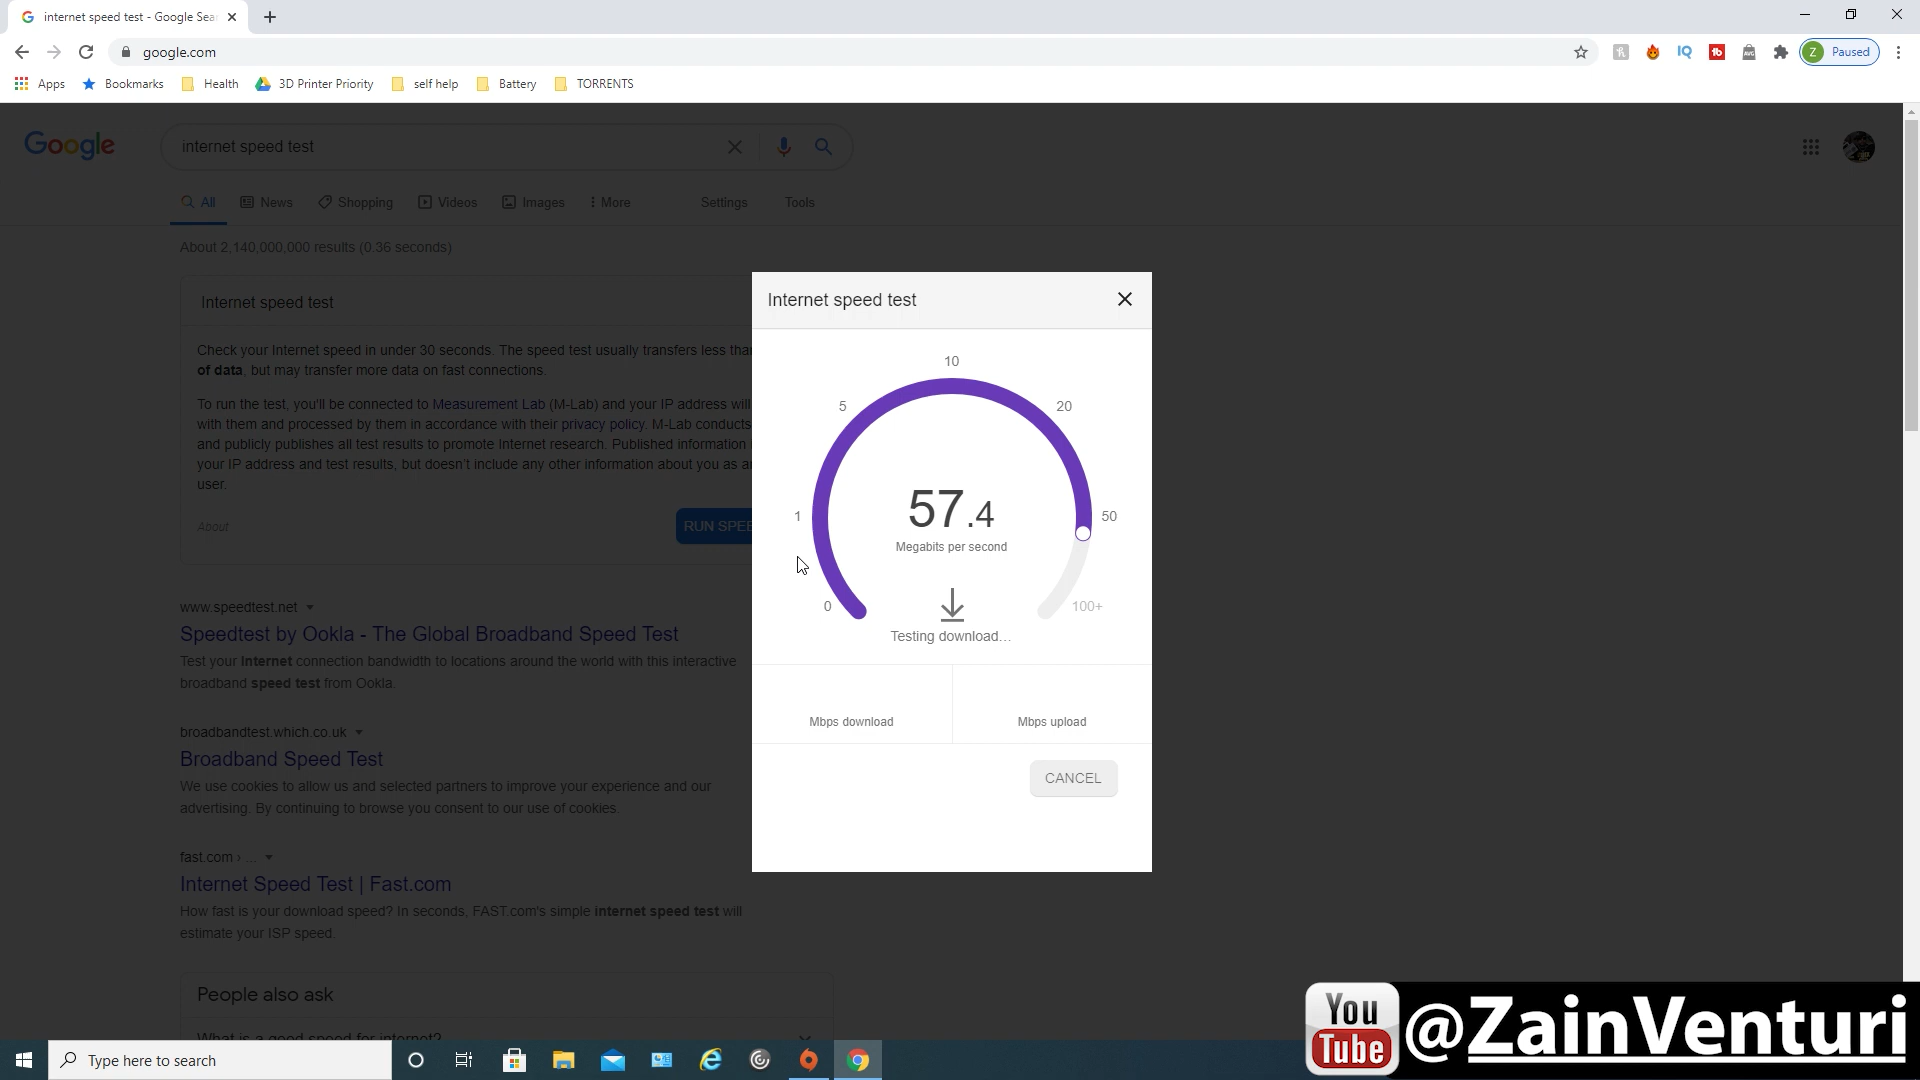 internet speed test - Google Sea
google.com
Z Paused
Apps Bookmarks Health 3D Printer Priority self help Battery TORRENTS
Google
internet speed test
All News Shopping Videos Images More Settings Tools
About 2,140,000,000 results (0.36 seconds)
Internet speed test
Check your Internet speed in under 30 seconds. The speed test usually transfers less tha
of data, but may transfer more data on fast connections.
To run the test, you'll be connected to Measurement Lab (M-Lab) and your IP address will
with them and processed by them in accordance with their privacy policy. M-Lab conducts
and publicly publishes all test results to promote Internet research. Published information
your IP address and test results, but doesn't include any other information about you as a
user.
About
RUN SPEE
www.speedtest.net
Speedtest by Ookla - The Global Broadband Speed Test
Test your Internet connection bandwidth to locations around the world with this interactive
broadband speed test from Ookla.
broadbandtest.which.co.uk
Broadband Speed Test
We use cookies to allow us and selected partners to improve your experience and our
advertising. By continuing to browse you consent to our use of cookies.
fast.com › ...
Internet Speed Test | Fast.com
How fast is your download speed? In seconds, FAST.com's simple internet speed test will
estimate your ISP speed.
People also ask
What is a good speed for internet?
Internet speed test
0
1
5
10
20
50
100+
57.4
Megabits per second
Testing download...
Mbps download
Mbps upload
CANCEL
You
Tube
@ZainVenturi
Type here to search